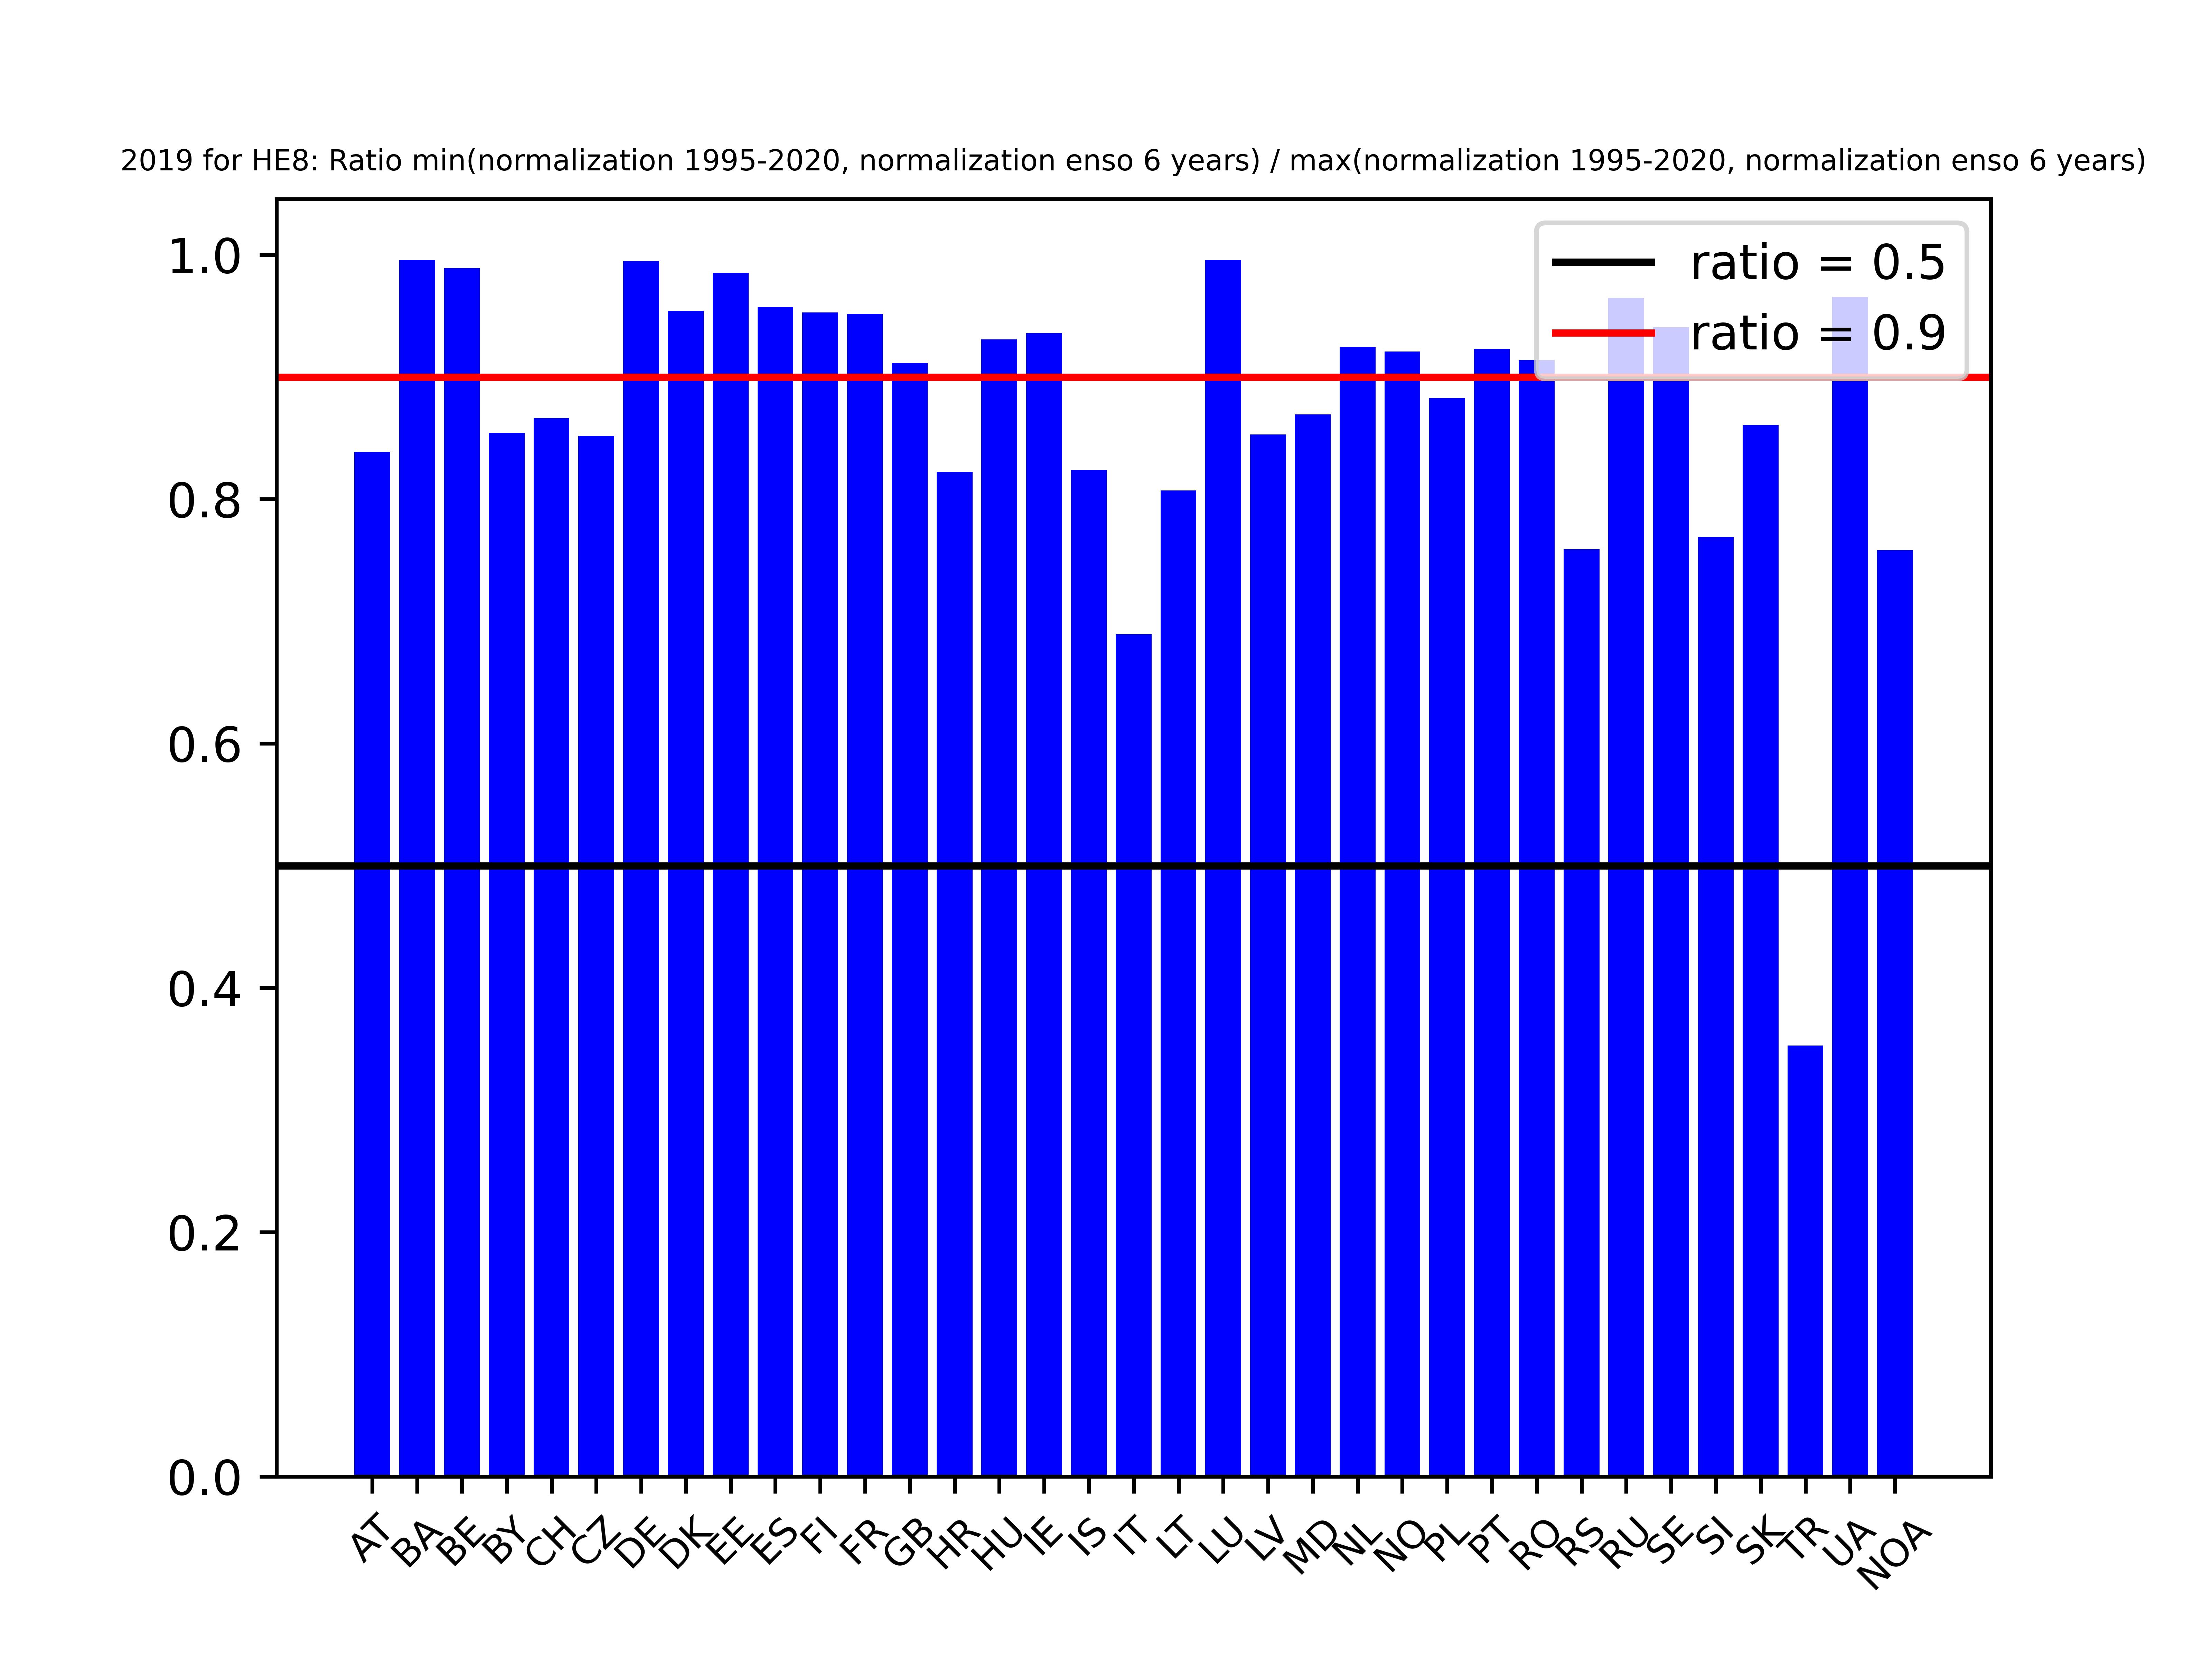 2019 for HE8: Ratio min(normalization 1995-2020, normalization enso 6 years) / max(normalization 1995-2020, normalization enso 6 years)
ratio = 0.5
ratio = 0.9
1.0
0.8
0.6
0.4
0.2
0.0
AT BA BE BY CH CZ DE DK EE ES FI FR GB HR HU IE IS IT LT LU LV MD NL NO PL PT RO RS RU SE SI SK TR UA NOA